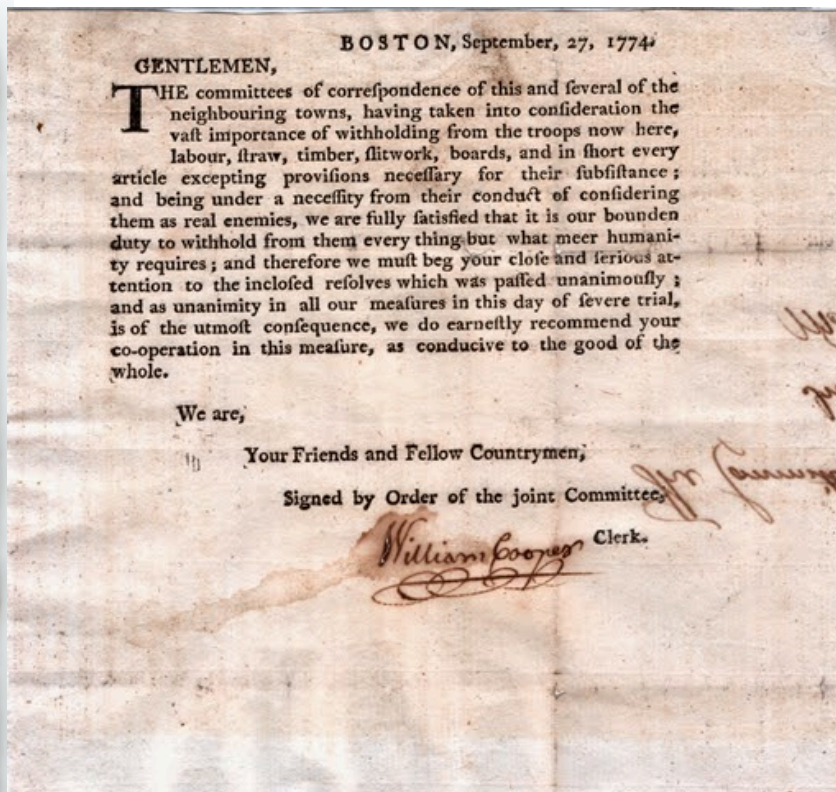 BOSTON, September, 27, 1774.
GENTLEMEN,
THE committees of correſpondence of this and ſeveral of the
neighbouring towns, having taken into conſideration the
vaſt importance of withholding from the troops now here,
labour, ſtraw, timber, ſlitwork, boards, and in ſhort every
article excepting proviſions neceſſary for their ſubſiſtance ;
and being under a neceſſity from their conduct of conſidering
them as real enemies, we are fully ſatisfied that it is our bounden
duty to withhold from them every thing but what meer humani-
ty requires ; and therefore we muſt beg your cloſe and ſerious at-
tention to the incloſed reſolves which was paſſed unanimouſly ;
and as unanimity in all our meaſures in this day of ſevere trial,
is of the utmoſt conſequence, we do earneſtly recommend your
co-operation in this meaſure, as conducive to the good of the
whole.
We are,
Your Friends and Fellow Countrymen,
Signed by Order of the joint Committee,
William Cooper Clerk.